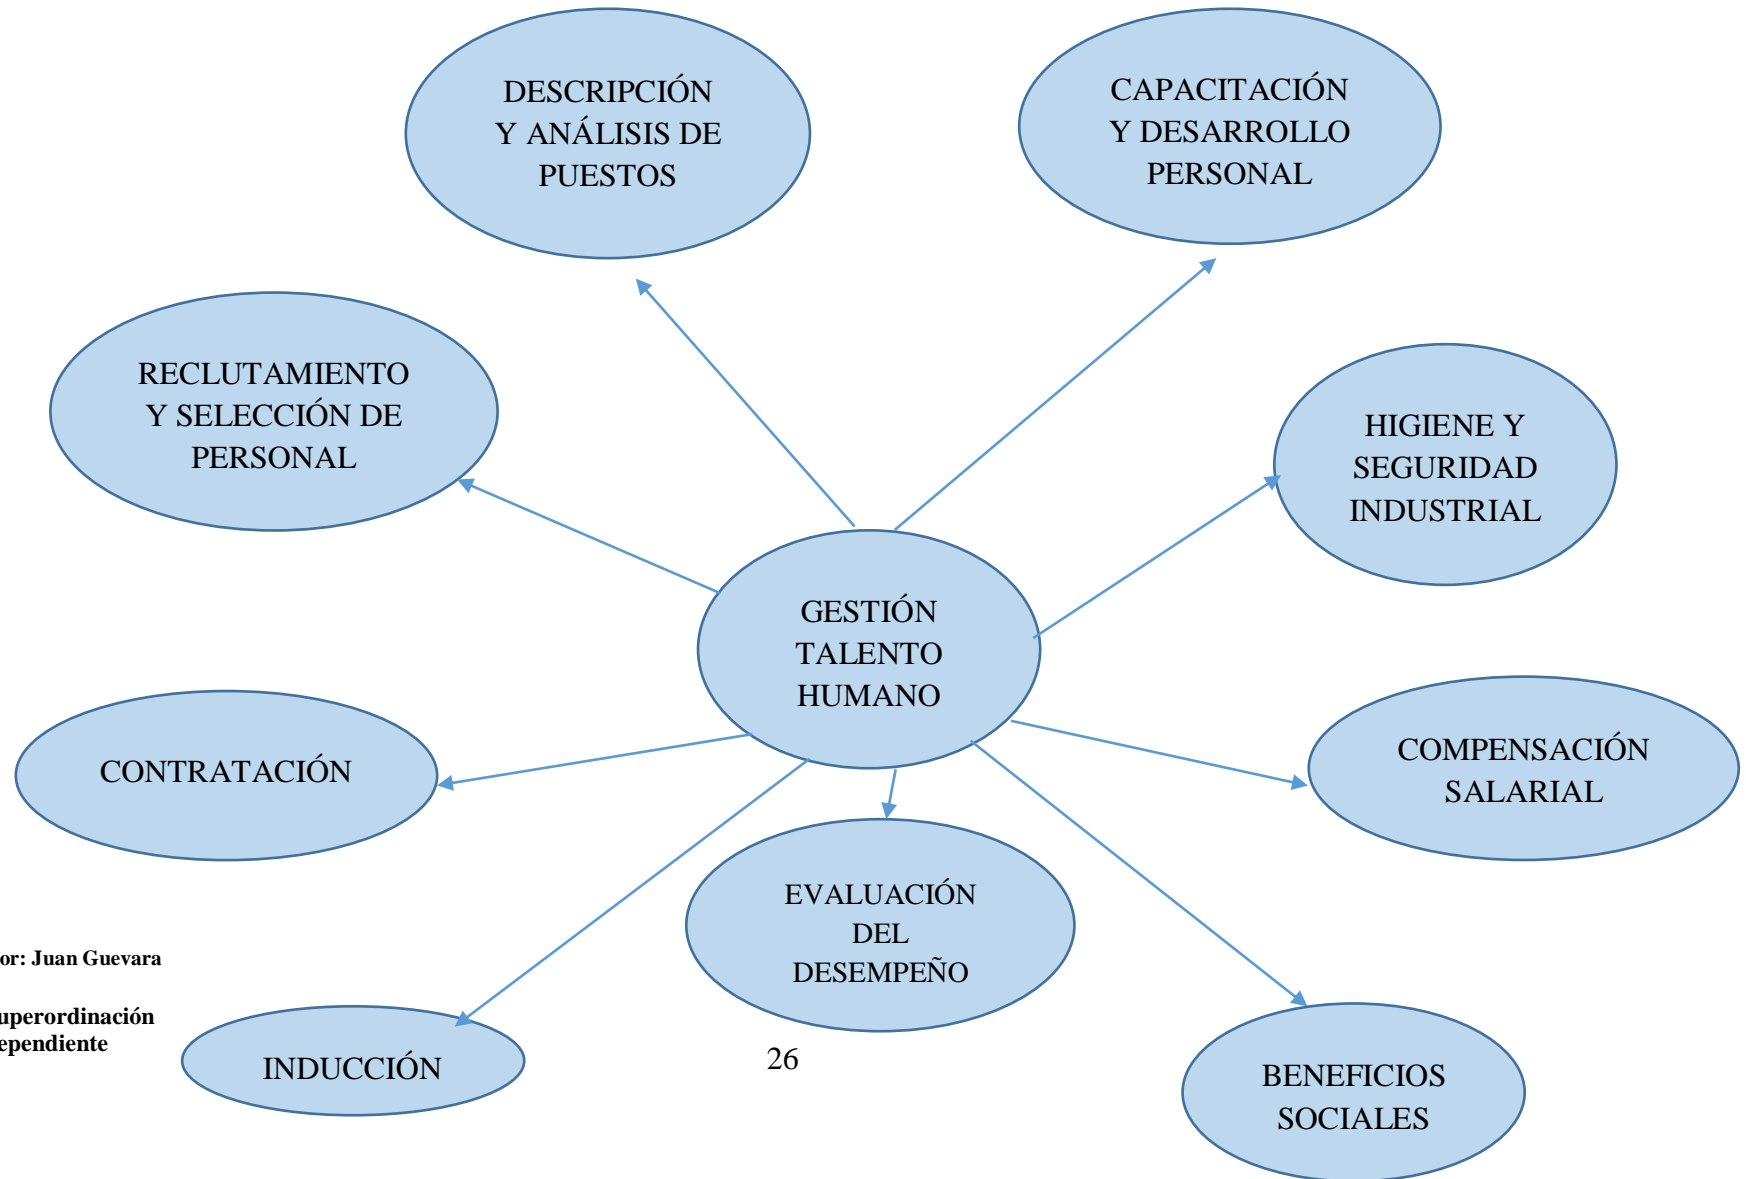 DESCRIPCIÓN
Y ANÁLISIS DE
PUESTOS
CAPACITACIÓN
Y DESARROLLO
PERSONAL
RECLUTAMIENTO
Y SELECCIÓN DE
PERSONAL
HIGIENE Y
SEGURIDAD
INDUSTRIAL
GESTIÓN
TALENTO
HUMANO
CONTRATACIÓN
COMPENSACIÓN
SALARIAL
EVALUACIÓN
DEL
DESEMPEÑO
or: Juan Guevara
uperordinación
ependiente
INDUCCIÓN
26
BENEFICIOS
SOCIALES